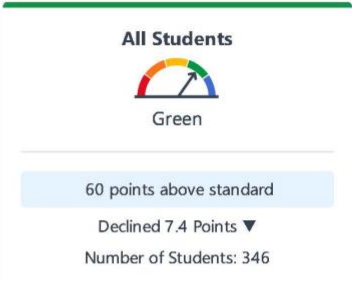 All Students
Green
60 points above standard
Declined 7.4 Points ▼
Number of Students: 346